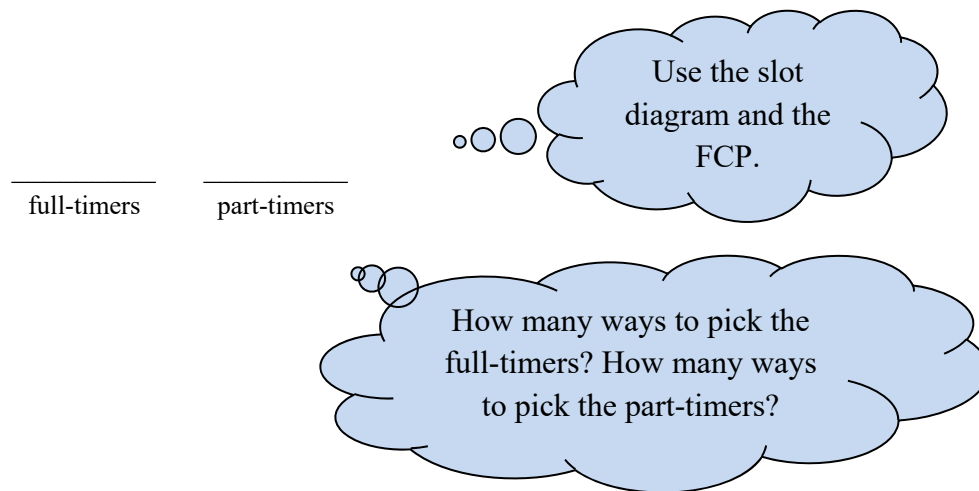 Use the slot
diagram and the
FCP.
full-timers part-timers
How many ways to pick the
full-timers? How many ways
to pick the part-timers?